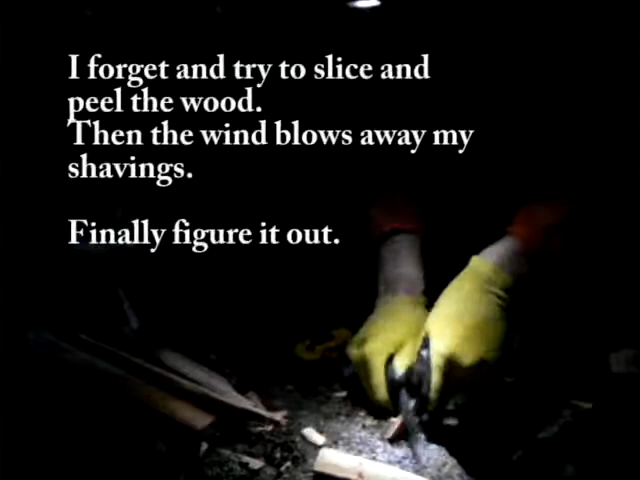 I forget and try to slice and
peel the wood.
Then the wind blows away my
shavings.
Finally figure it out.